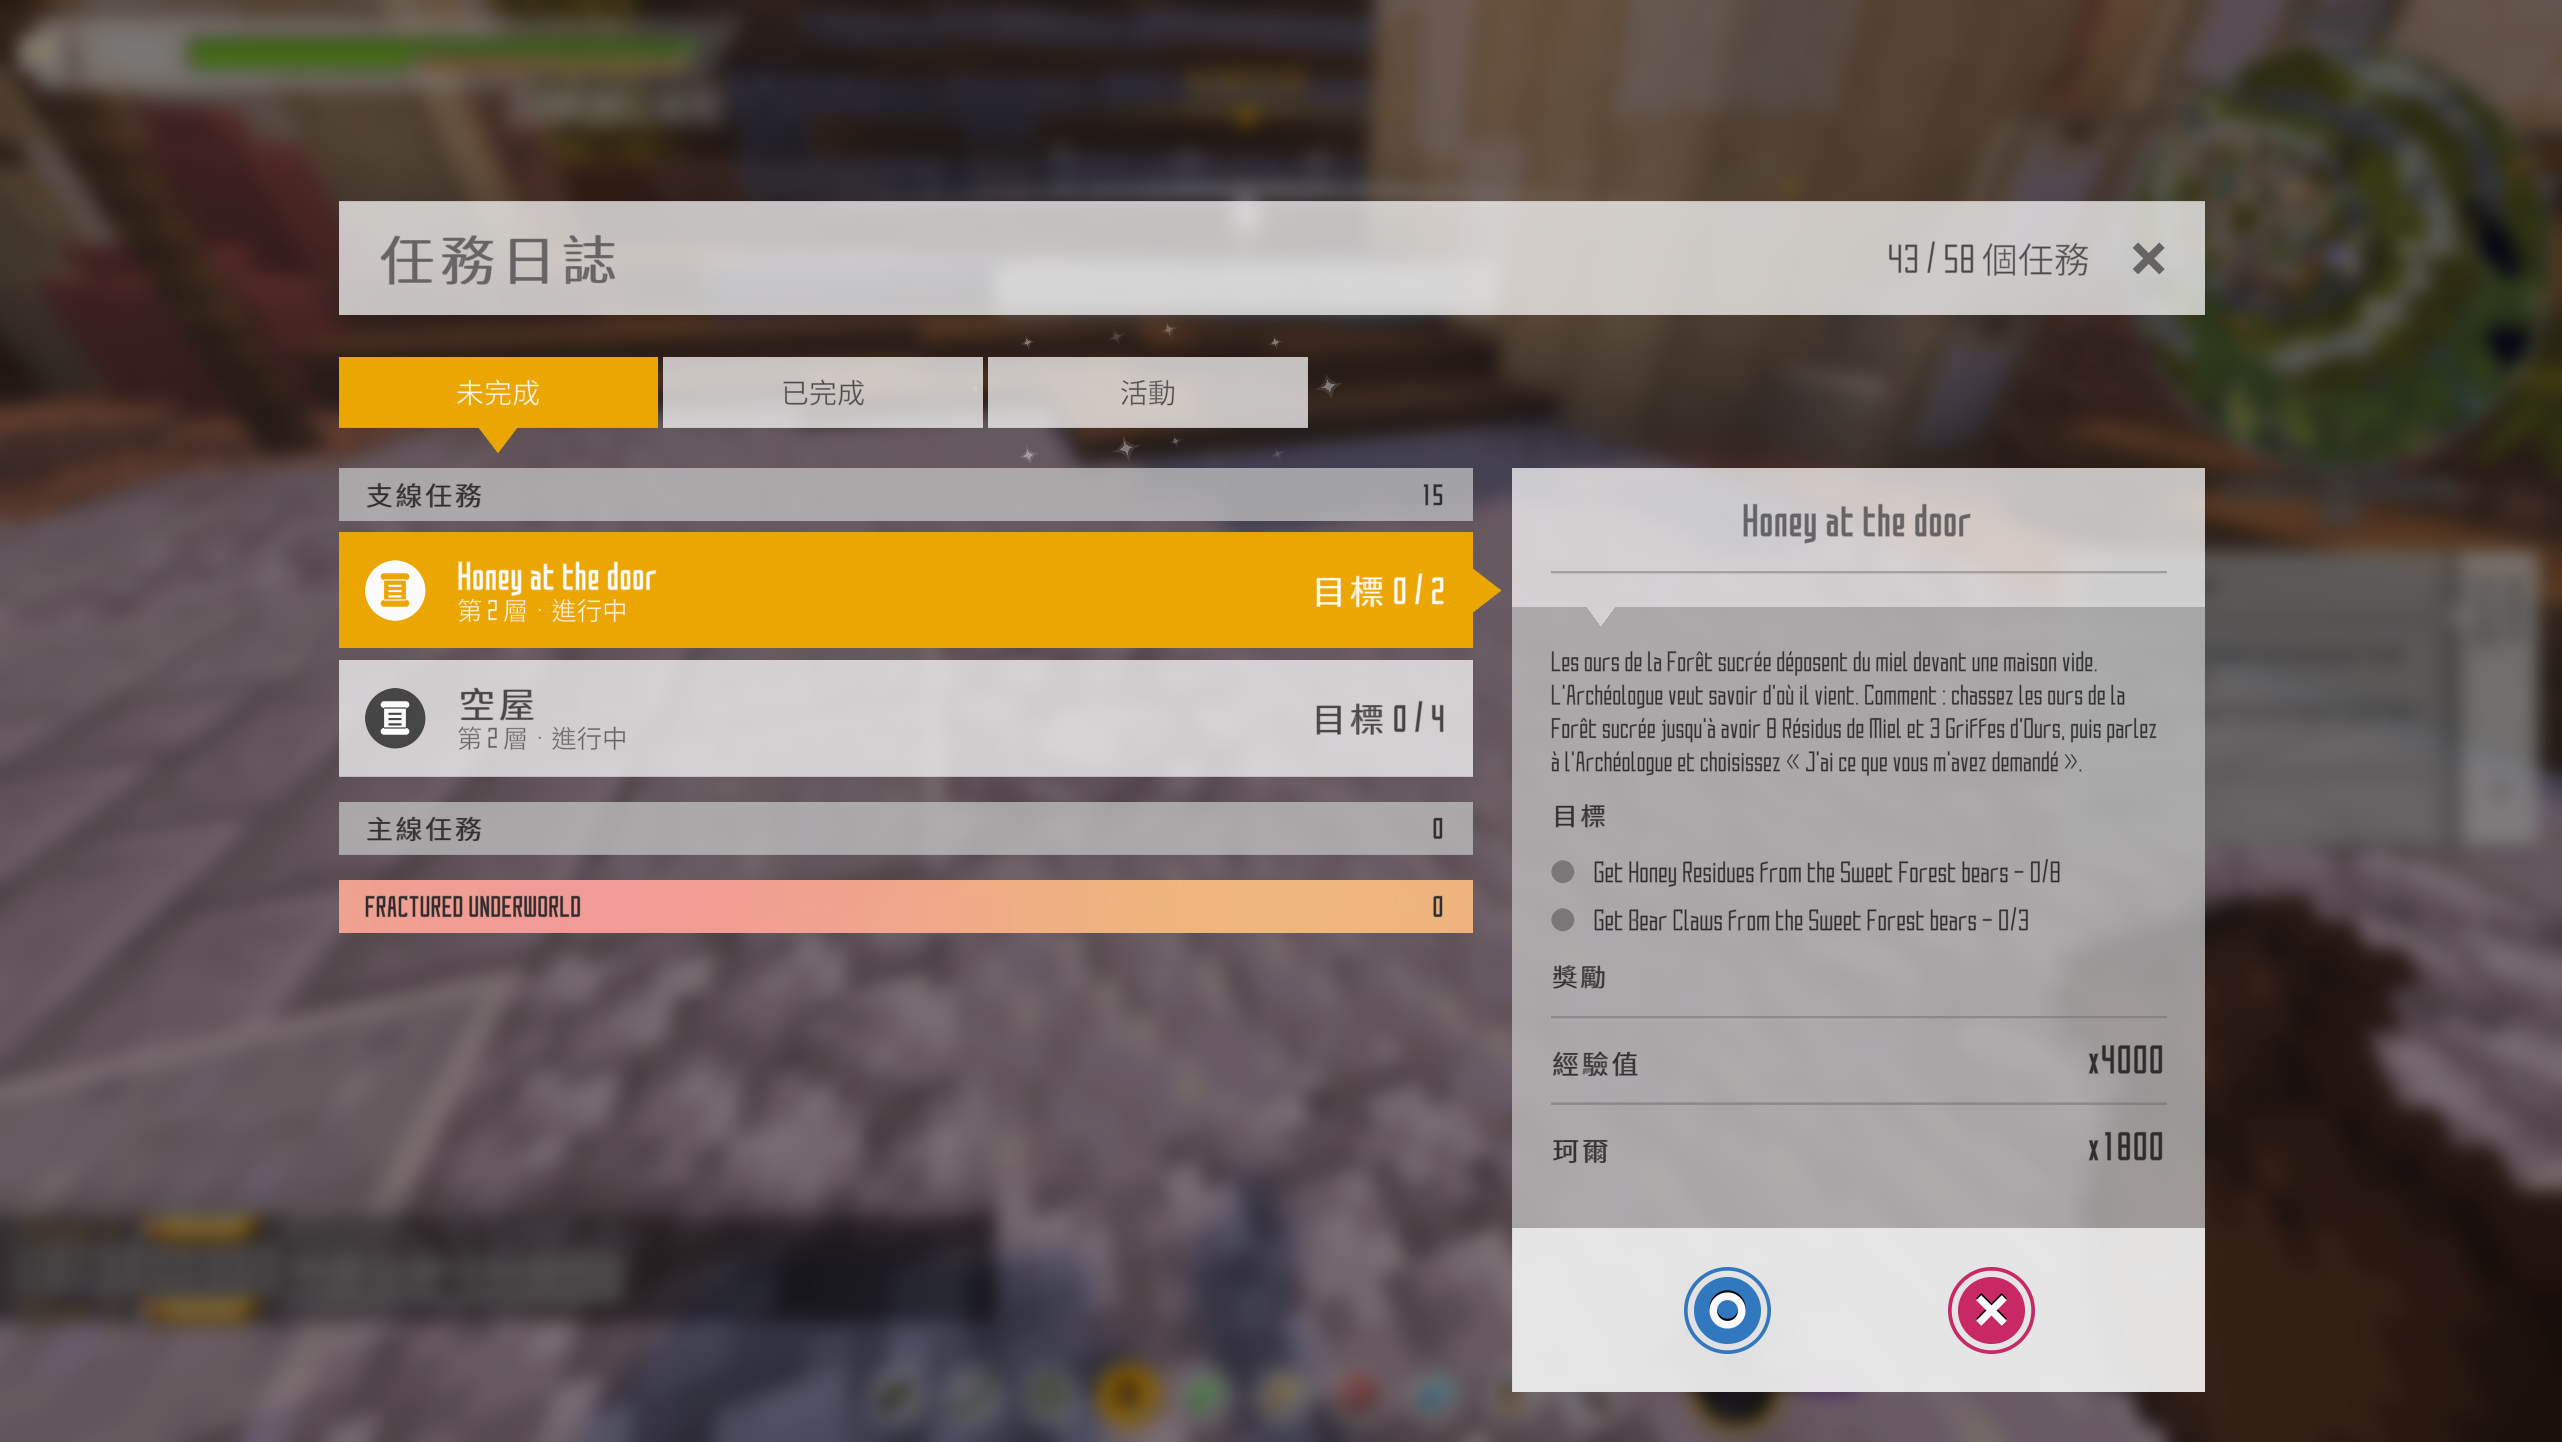 任務日誌
43 / 58 個任務
未完成
已完成
活動
支線任務
15
Honey at the door
第 2 層 · 進行中
目標 0 / 2
空屋
第 2 層 · 進行中
目標 0 / 4
主線任務
0
FRACTURED UNDERWORLD
0
Honey at the door
Les ours de la Forêt sucrée déposent du miel devant une maison vide.
L'Archéologue veut savoir d'où il vient. Comment : chassez les ours de la
Forêt sucrée jusqu'à avoir 8 Résidus de Miel et 3 Griffes d'Ours, puis parlez
à l'Archéologue et choisissez « J'ai ce que vous m'avez demandé ».
目標
Get Honey Residues from the Sweet Forest bears - 0/8
Get Bear Claws from the Sweet Forest bears - 0/3
獎勵
經驗值
x4000
珂爾
x1800